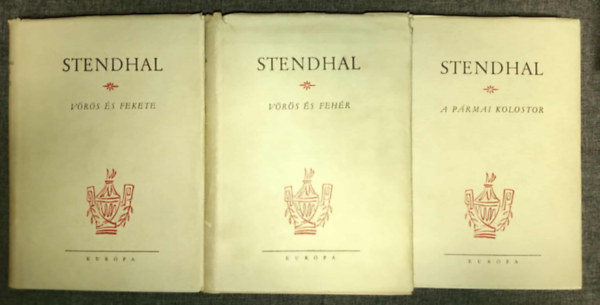 STENDHAL
VÖRÖS ÉS FEKETE
EURÓPA
STENDHAL
VÖRÖS ÉS FEHÉR
EURÓPA
STENDHAL
A PÁRMAI KOLOSTOR
EURÓPA